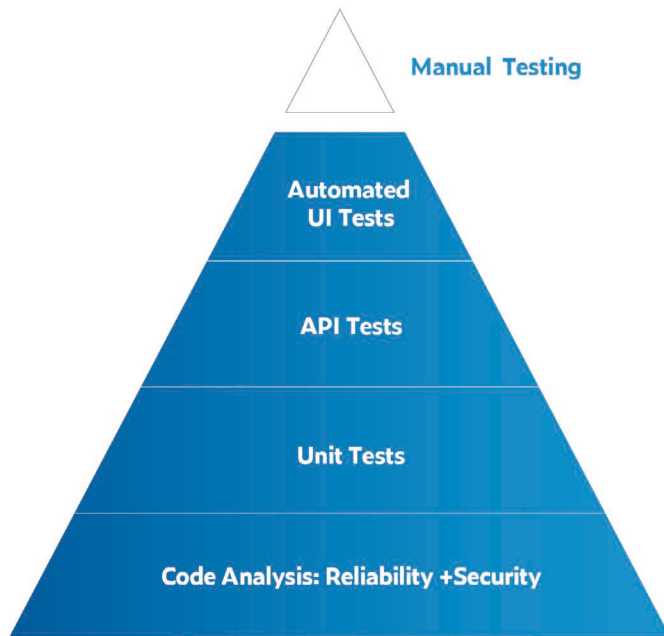 Manual Testing
Automated
UI Tests
API Tests
Unit Tests
Code Analysis: Reliability +Security